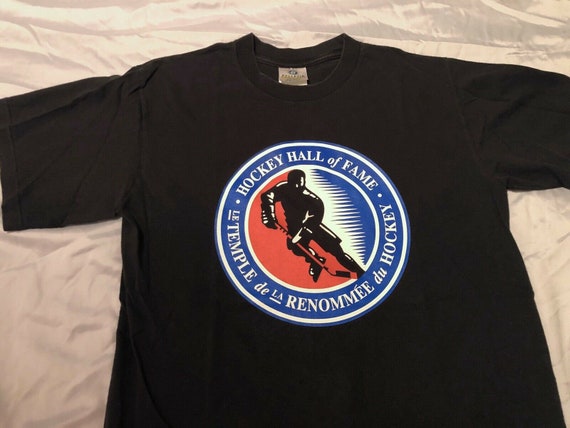 HOCKEY HALL of FAME
LE TEMPLE de LA RENOMMÉE du HOCKEY